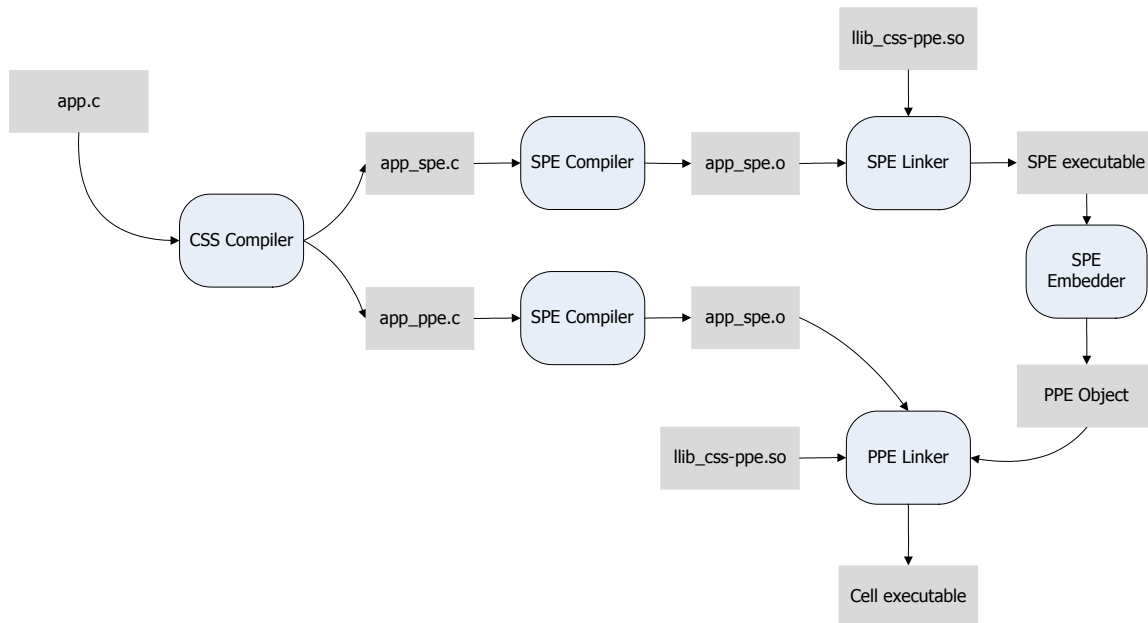 llib_css-ppe.so
app.c
app_spe.c
SPE Compiler
app_spe.o
SPE Linker
SPE executable
CSS Compiler
SPE
Embedder
app_ppe.c
SPE Compiler
app_spe.o
PPE Object
llib_css-ppe.so
PPE Linker
Cell executable